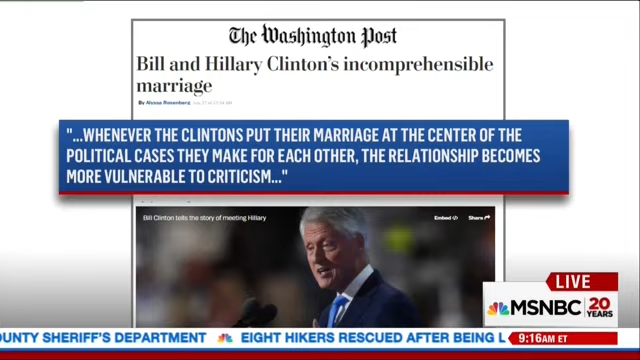 The Washington Post
Bill and Hillary Clinton's incomprehensible
marriage
By Alyssa Rosenberg
"...WHENEVER THE CLINTONS PUT THEIR MARRIAGE AT THE CENTER OF THE
POLITICAL CASES THEY MAKE FOR EACH OTHER, THE RELATIONSHIP BECOMES
MORE VULNERABLE TO CRITICISM..."
Bill Clinton tells the story of meeting Hillary
Embed </>
Share
LIVE
MSNBC
20
YEARS
OUNTY SHERIFF'S DEPARTMENT
EIGHT HIKERS RESCUED AFTER BEING L
9:16AM ET